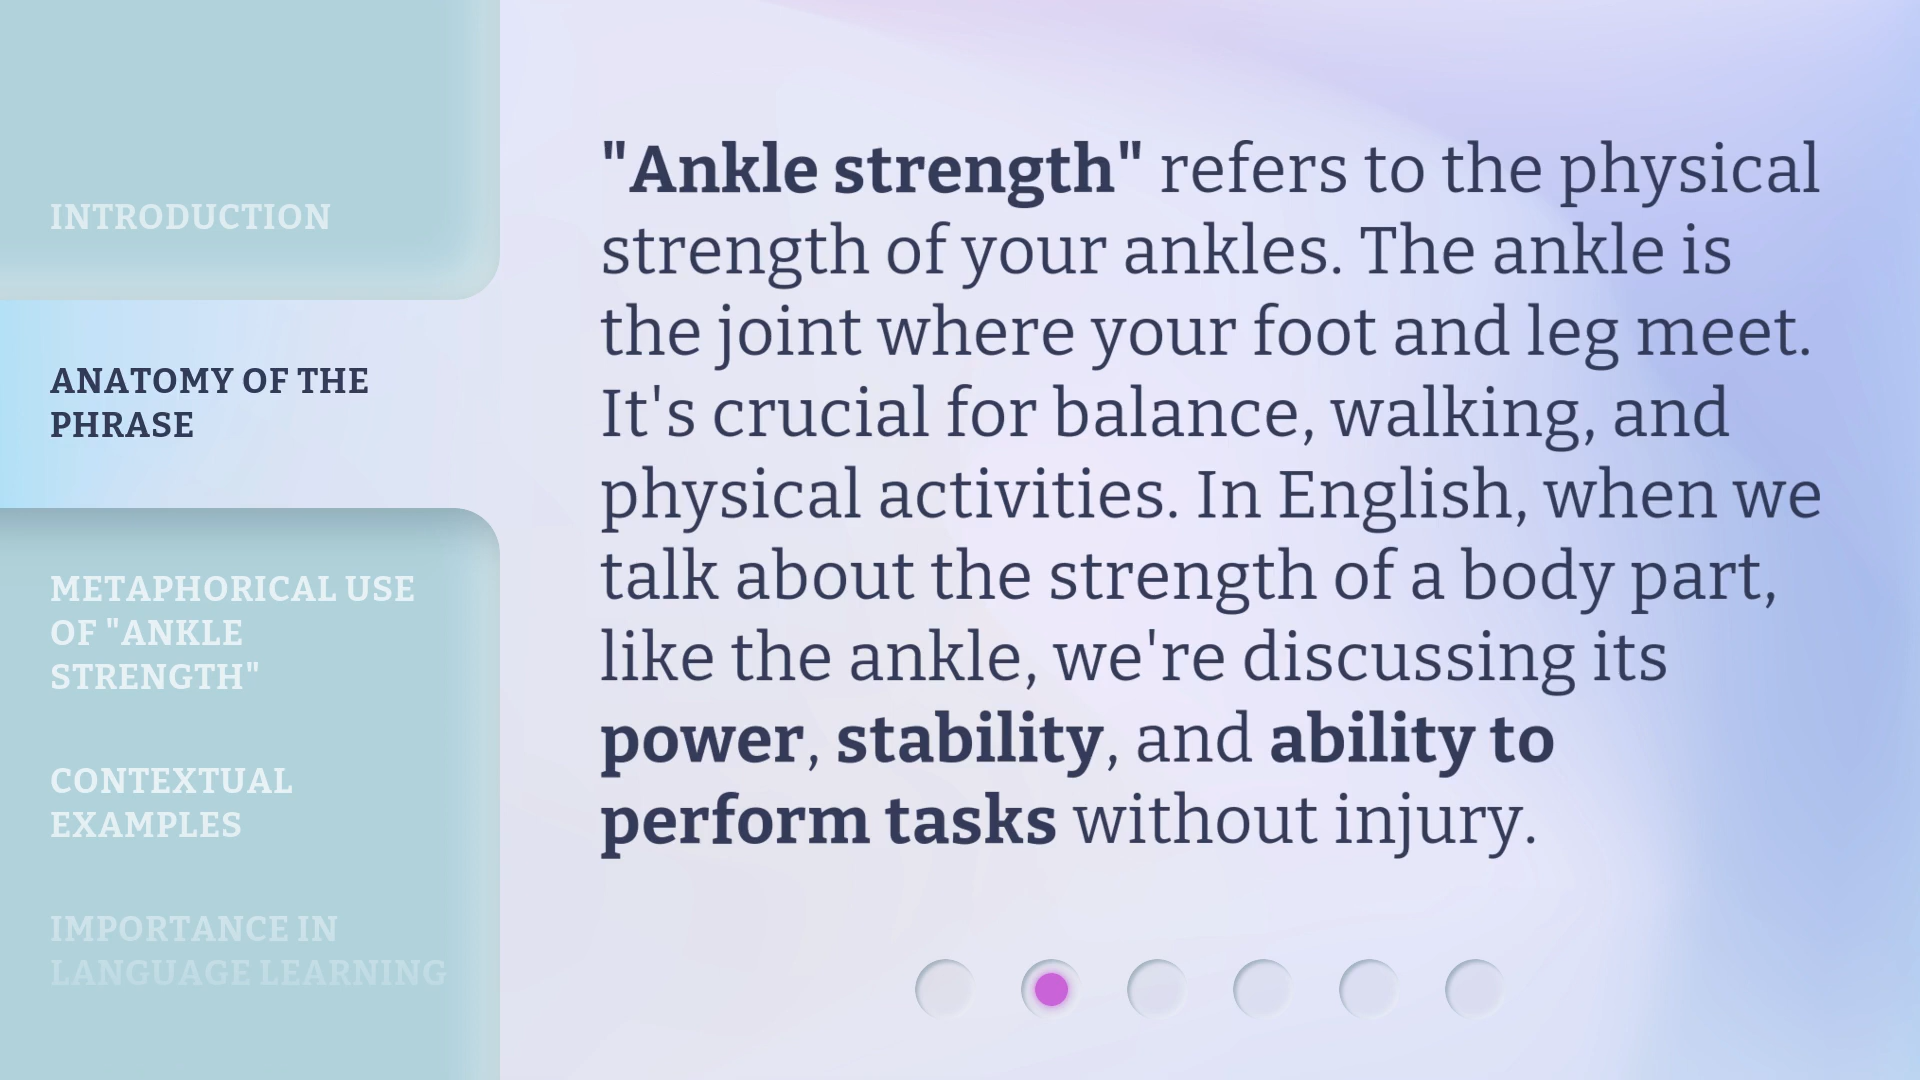 INTRODUCTION
ANATOMY OF THE
PHRASE
METAPHORICAL USE
OF "ANKLE
STRENGTH"
CONTEXTUAL
EXAMPLES
IMPORTANCE IN
LANGUAGE LEARNING
"Ankle strength" refers to the physical
strength of your ankles. The ankle is
the joint where your foot and leg meet.
It's crucial for balance, walking, and
physical activities. In English, when we
talk about the strength of a body part,
like the ankle, we're discussing its
power, stability, and ability to
perform tasks without injury.